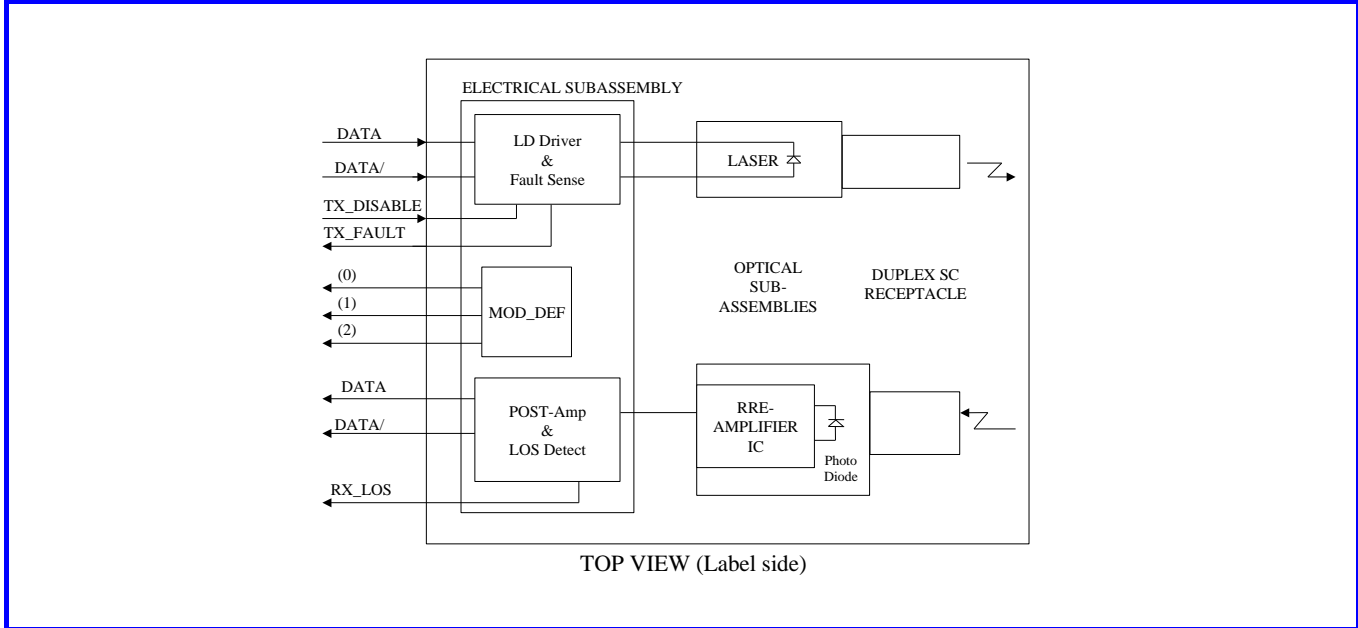 ELECTRICAL SUBASSEMBLY
DATA
DATA/
TX_DISABLE
TX_FAULT
LD Driver
&
Fault Sense
LASER
(0)
(1)
(2)
MOD_DEF
OPTICAL
SUB-
ASSEMBLIES
DUPLEX SC
RECEPTACLE
DATA
DATA/
RX_LOS
POST-Amp
&
LOS Detect
RRE-
AMPLIFIER
IC
Photo
Diode
TOP VIEW (Label side)